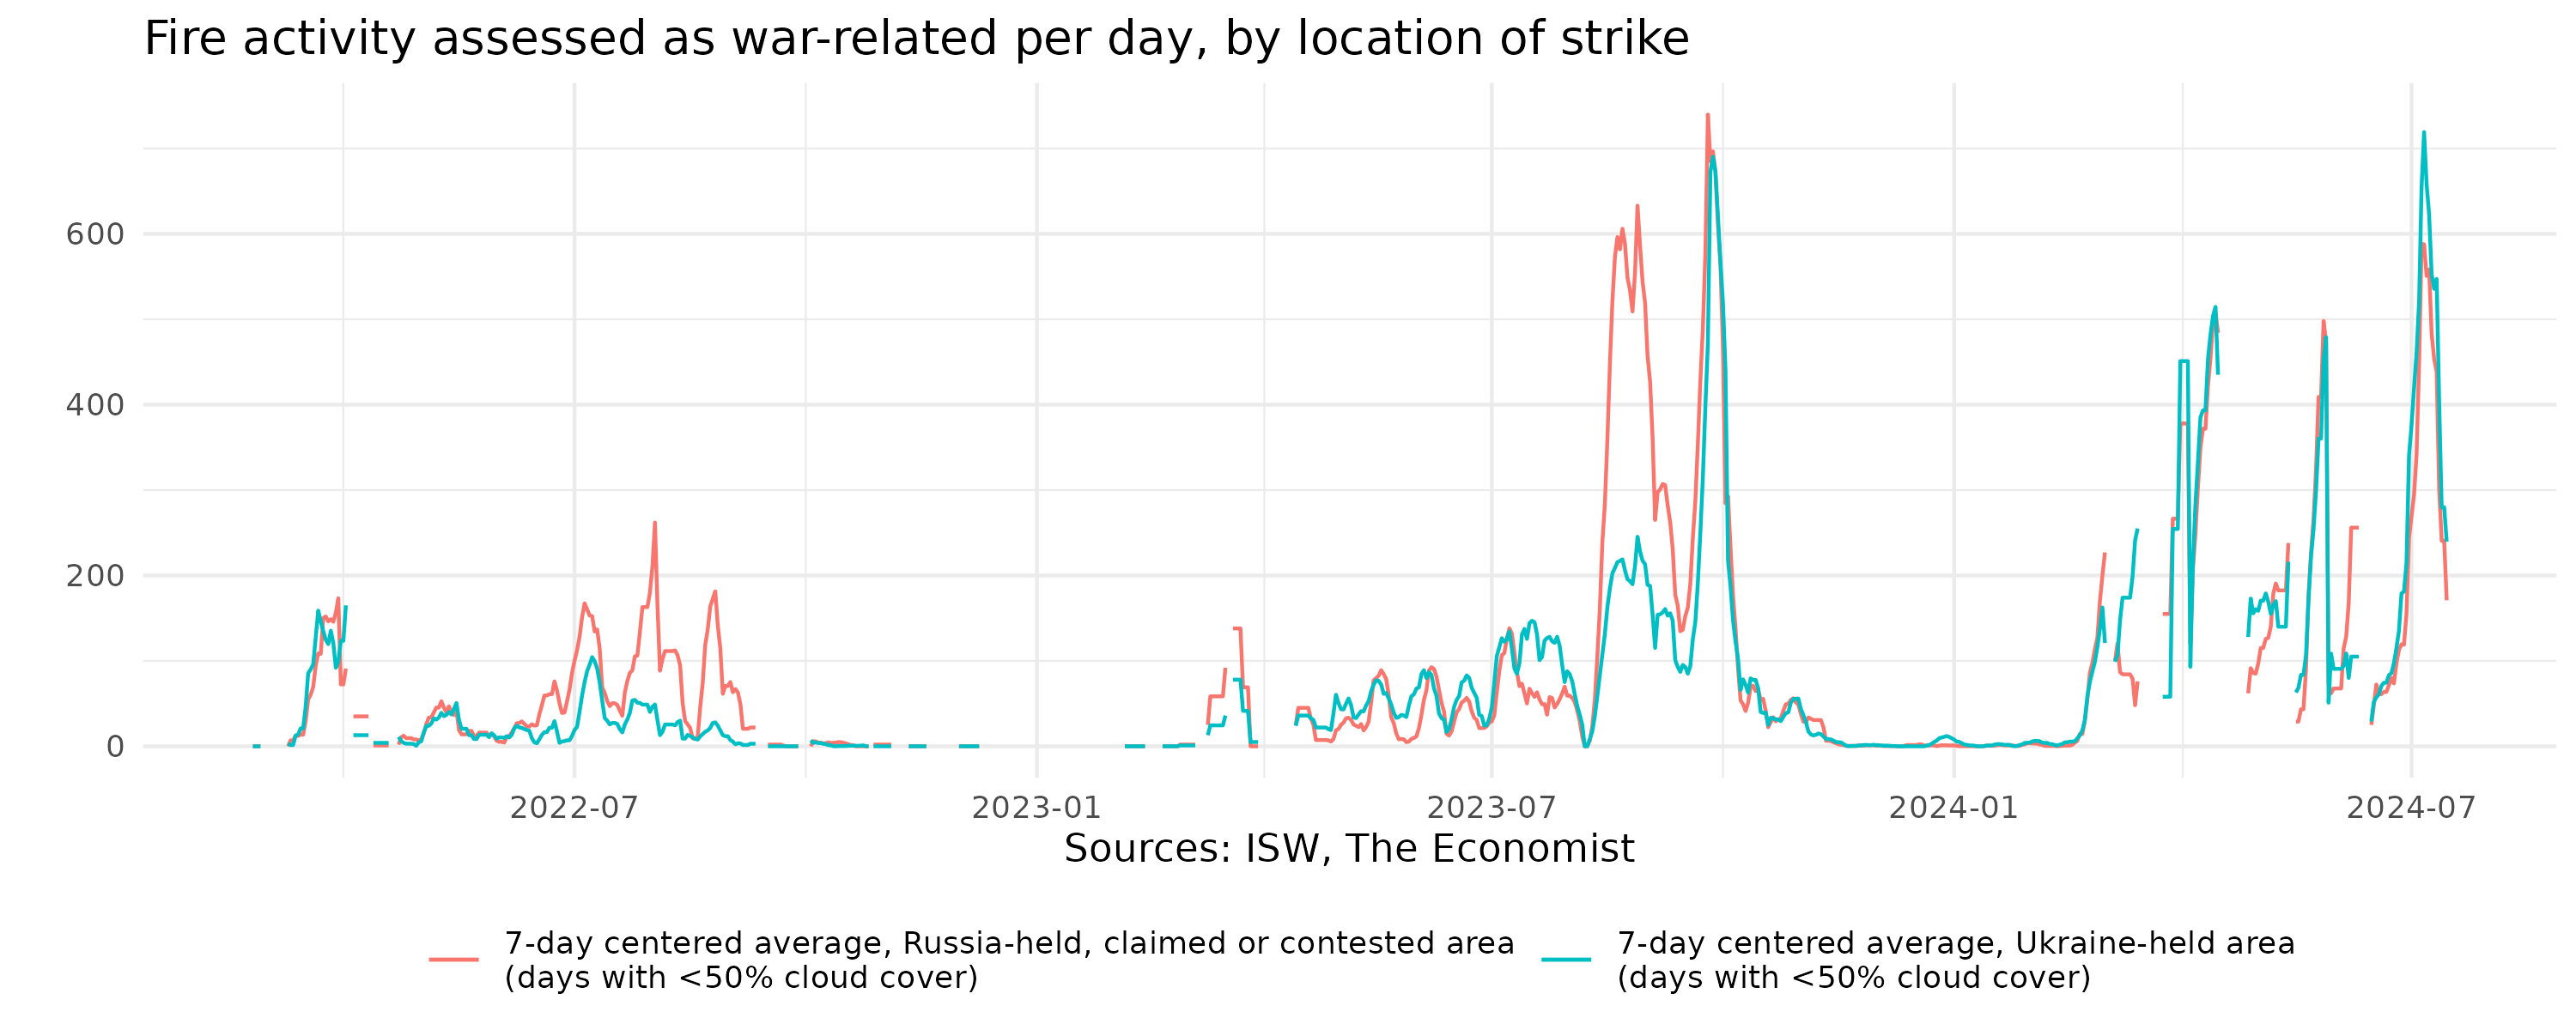 Fire activity assessed as war-related per day, by location of strike
600
400
200
0
2022-07
2023-01
2023-07
2024-01
2024-07
Sources: ISW, The Economist
7-day centered average, Russia-held, claimed or contested area
(days with <50% cloud cover)
7-day centered average, Ukraine-held area
(days with <50% cloud cover)